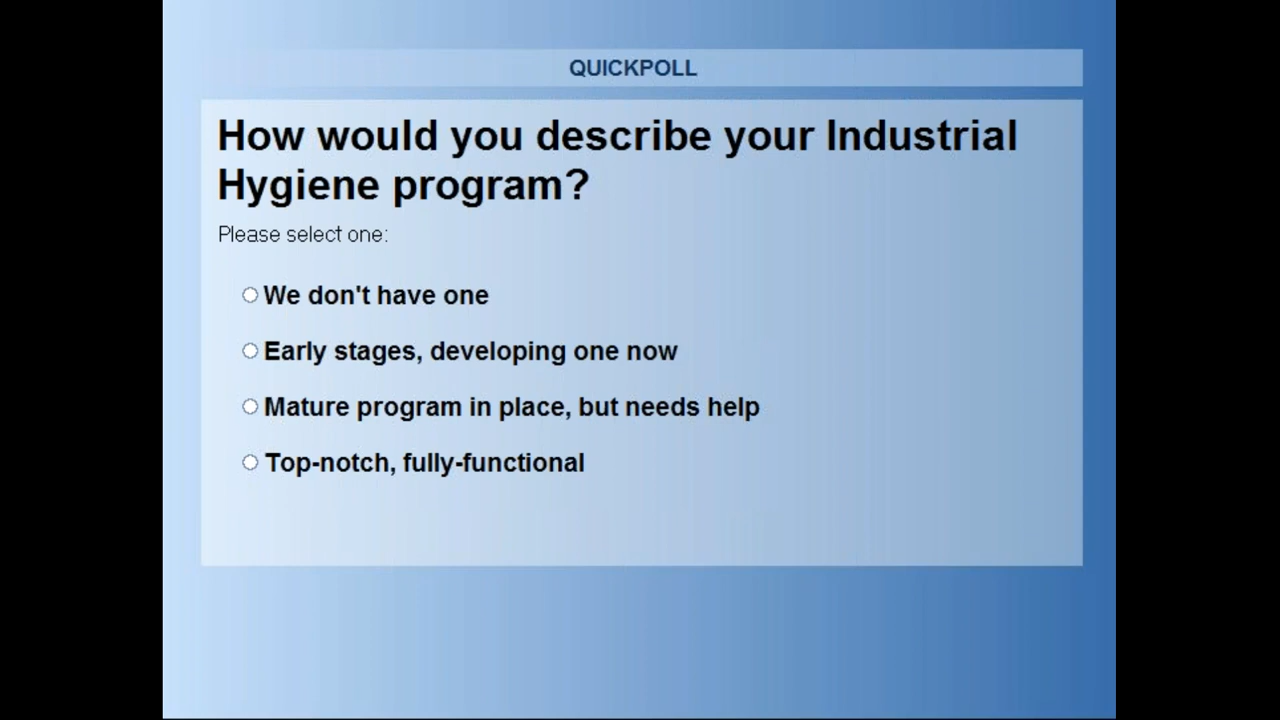 QUICKPOLL
How would you describe your Industrial
Hygiene program?
Please select one:
We don't have one
Early stages, developing one now
Mature program in place, but needs help
Top-notch, fully-functional